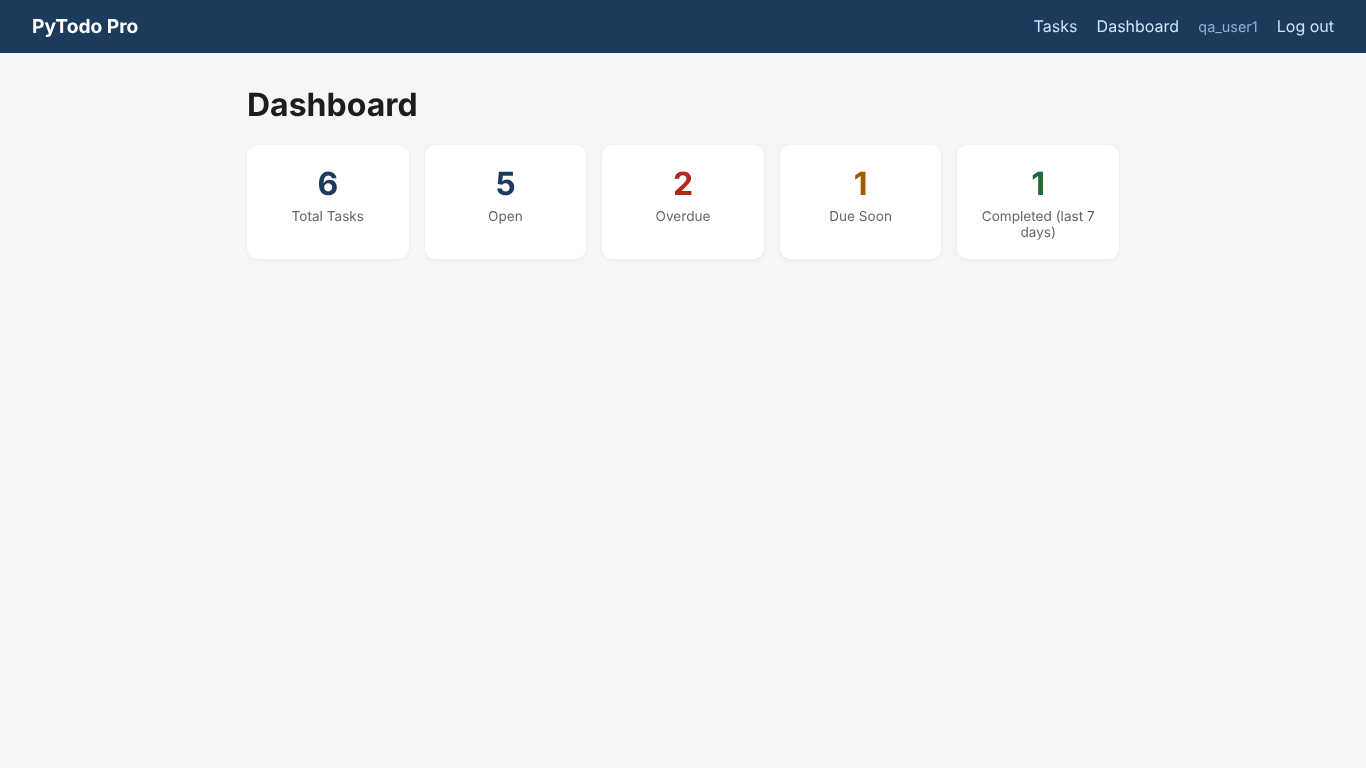 PyTodo Pro
Tasks Dashboard qa_user1 Log out
Dashboard
6
Total Tasks
5
Open
2
Overdue
1
Due Soon
1
Completed (last 7
days)